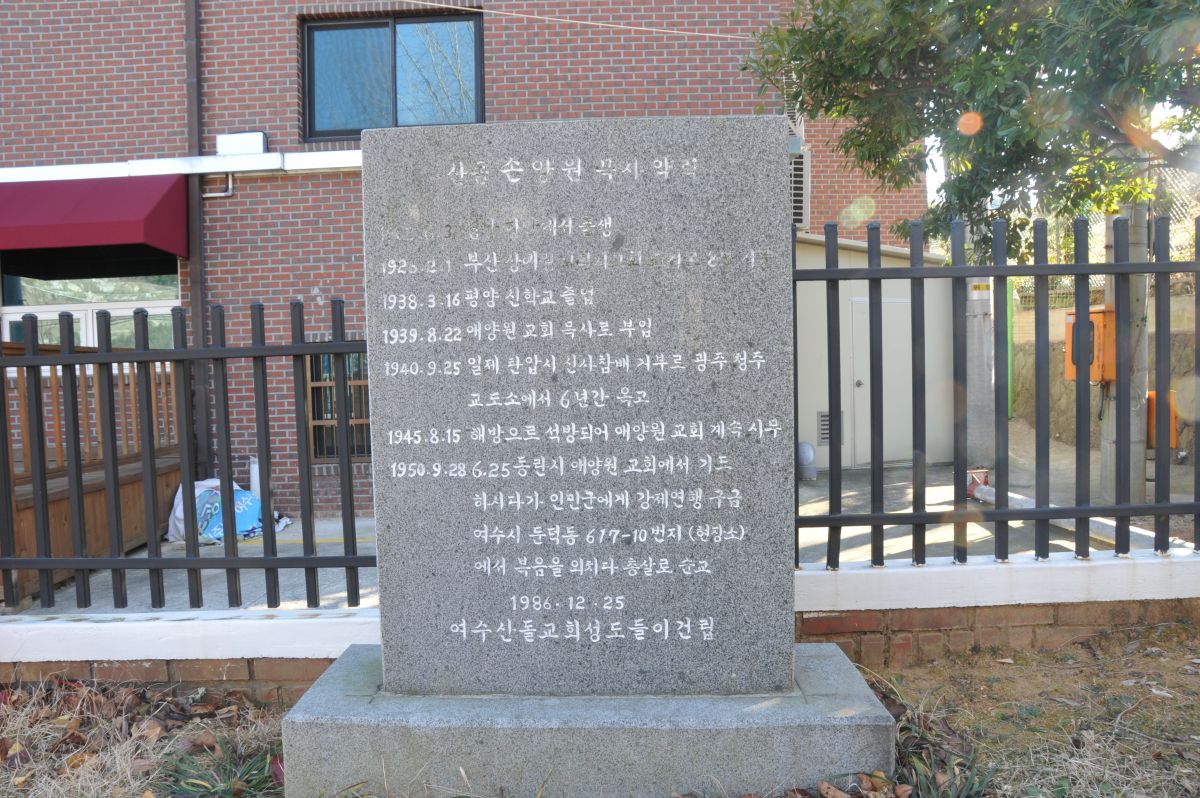 손양원 목사 약력
에서 출생
부산
1938.3.16 평양 신학교 졸업
1939.8.22 애양원 교회 목사로 부임
1940.9.25 일제 탄압시 신사참배 거부로 광주 청주
교도소에서 6년간 옥고
1945.8.15 해방으로 석방되어 애양원 교회 계속 시무
1950.9.28 6.25 동란시 애양원 교회에서 기도
하시다가 인민군에게 강제연행 구금
여수시 둔덕동 617-10번지 (현장소)
에서 복음을 외치다 총살로 순교
1986.12.25
여수신돌교회성도들이건립